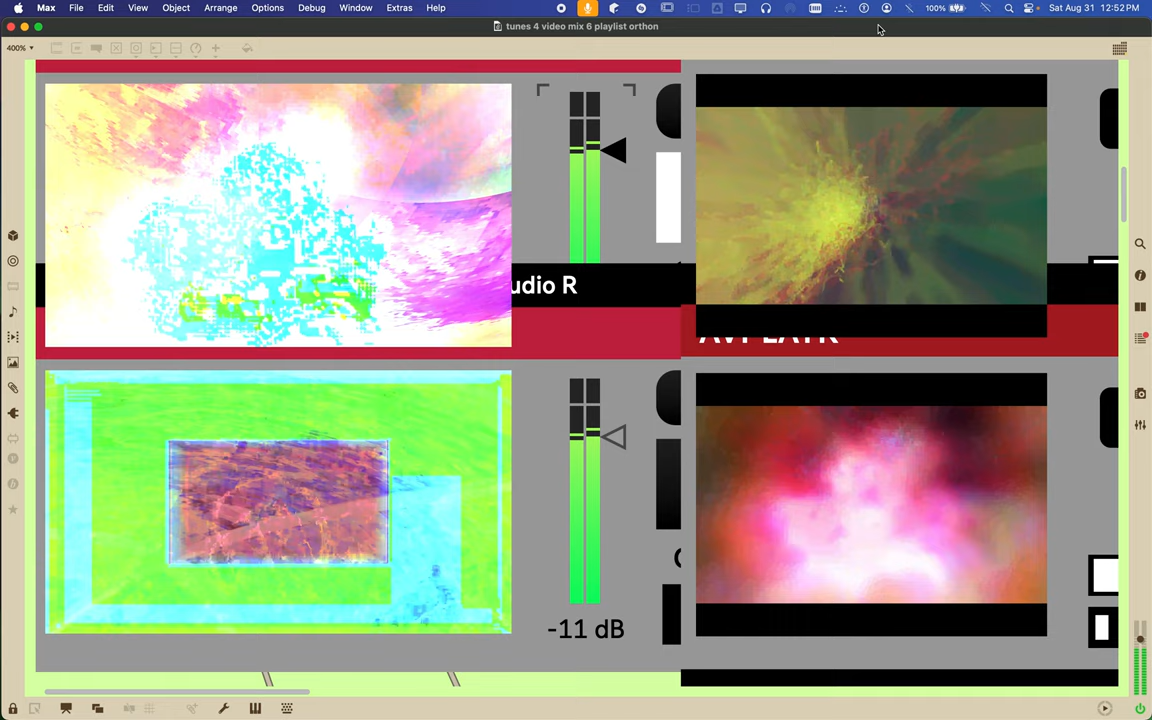 Max File Edit View Object Arrange Options Debug Window Extras Help
100% Sat Aug 31 12:52 PM
tunes 4 video mix 6 playlist orthon
400%
udio R
-11 dB